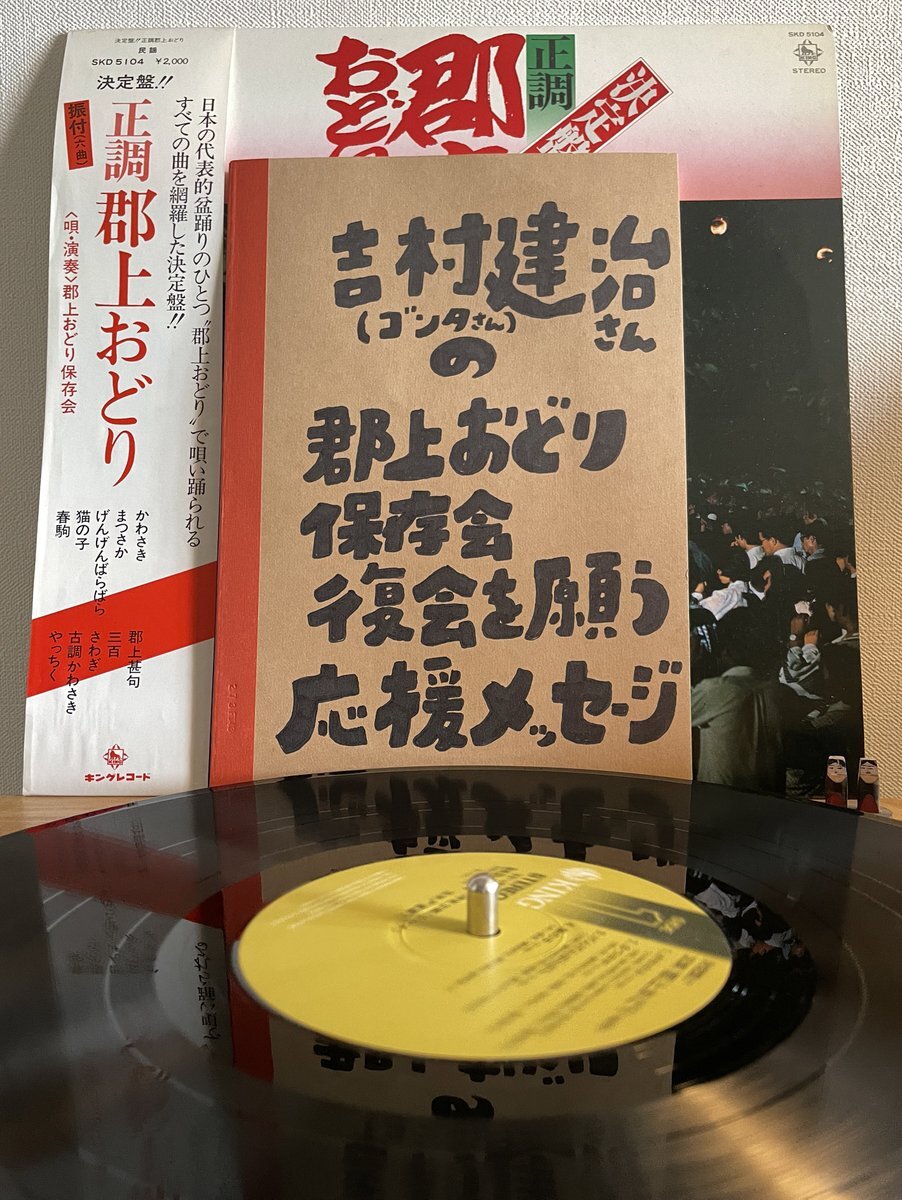 決定盤!!正調郡上おどり
民謡
SKD 5104 ¥2,000
決定盤!!
正調 郡上おどり
振付(六曲)
〈唄・演奏〉郡上おどり保存会
日本の代表的盆踊りのひとつ〝郡上おどり〟で唄い踊られる
すべての曲を網羅した決定盤!!
かわさき
まつさか
げんげんばらばら
猫の子
春駒
郡上甚句
三百
さわぎ
古調かわさき
やっちく
キングレコード
正調
郡
おど
決定盤
SKD 5104
STEREO
吉村建治さん
(ゴンタさん)
の
郡上おどり
保存会
復会を願う
応援メッセージ
KING